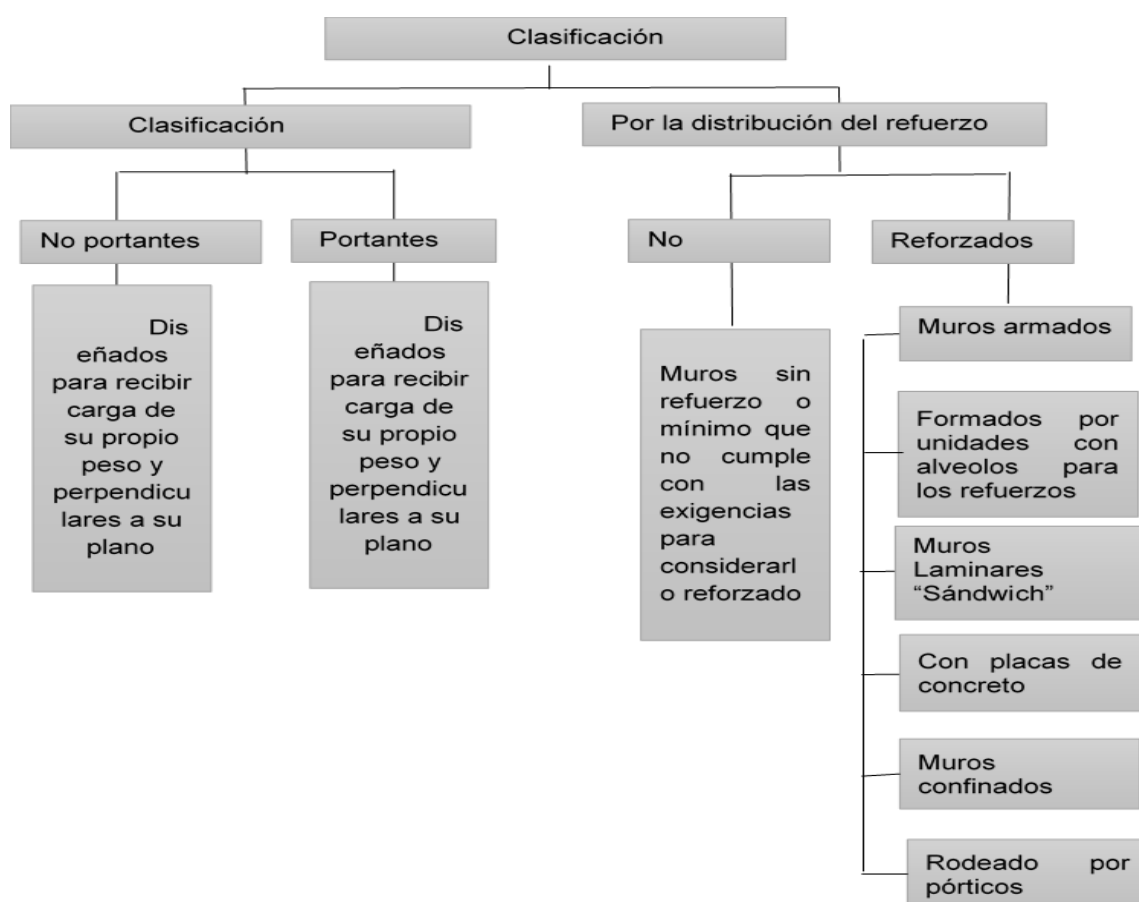 Clasificación
Clasificación
Por la distribución del refuerzo
No portantes
Portantes
No
Reforzados
Dis
eñados
para recibir
carga de
su propio
peso y
perpendicu
lares a su
plano
Dis
eñados
para recibir
carga de
su propio
peso y
perpendicu
lares a su
plano
Muros sin
refuerzo o
mínimo que
no cumple
con las
exigencias
para
considerarl
o reforzado
Muros armados
Formados por
unidades con
alveolos para
los refuerzos
Muros
Laminares
“Sándwich”
Con placas de
concreto
Muros
confinados
Rodeado por
pórticos